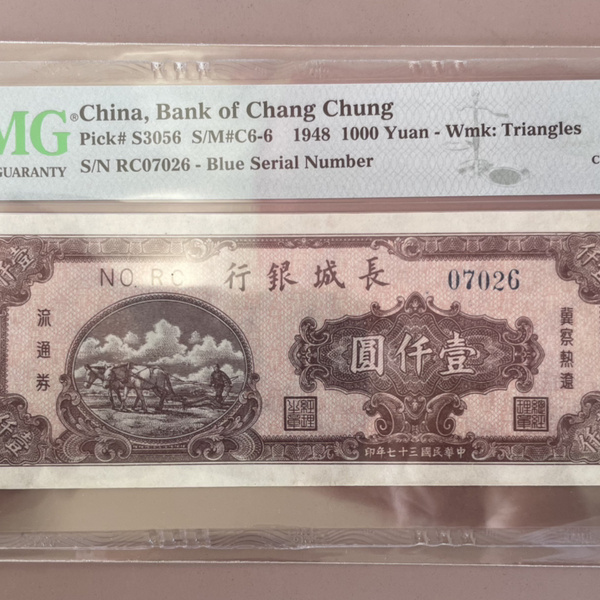 MG®
GUARANTY
China, Bank of Chang Chung
Pick# S3056 S/M#C6-6 1948 1000 Yuan - Wmk: Triangles
S/N RC07026 - Blue Serial Number
C
NO. RC
行銀城長
07026
流通券
冀察熱遼
圓仟壹
印年七十三國民華中